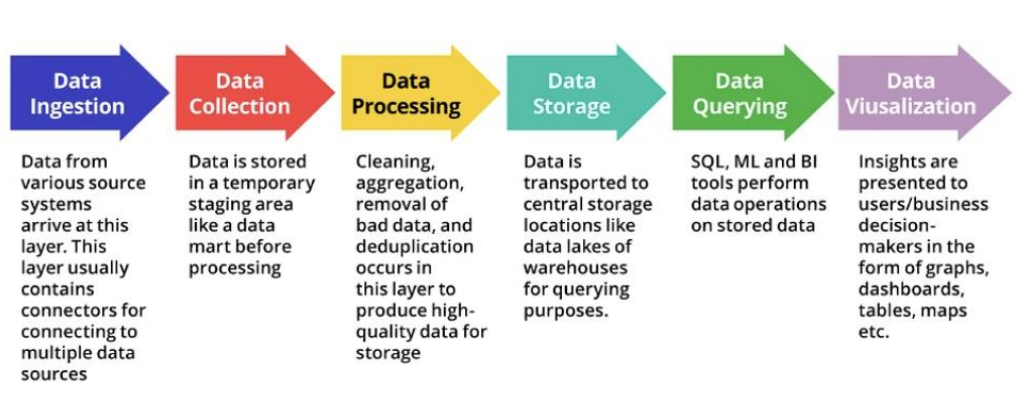 Data
Ingestion
Data
Collection
Data
Processing
Data
Storage
Data
Querying
Data
Viusalization
Data from
various source
systems
arrive at this
layer. This
layer usually
contains
connectors for
connecting to
multiple data
sources
Data is stored
in a temporary
staging area
like a data
mart before
processing
Cleaning,
aggregation,
removal of
bad data, and
deduplication
occurs in
this layer to
produce high-
quality data for
storage
Data is
transported to
central storage
locations like
data lakes of
warehouses
for querying
purposes.
SQL, ML and BI
tools perform
data operations
on stored data
Insights are
presented to
users/business
decision-
makers in the
form of graphs,
dashboards,
tables, maps
etc.